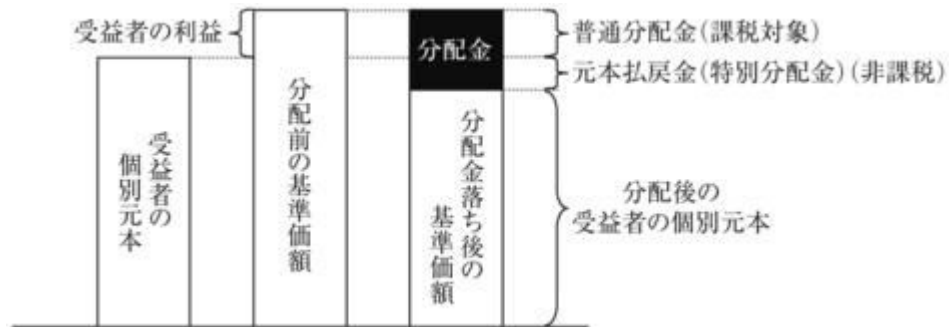 受益者の利益
受益者の
個別元本
分配前の基準価額
分配金
分配金落ち後の
基準価額
普通分配金(課税対象)
元本払戻金(特別分配金)(非課税)
分配後の
受益者の個別元本